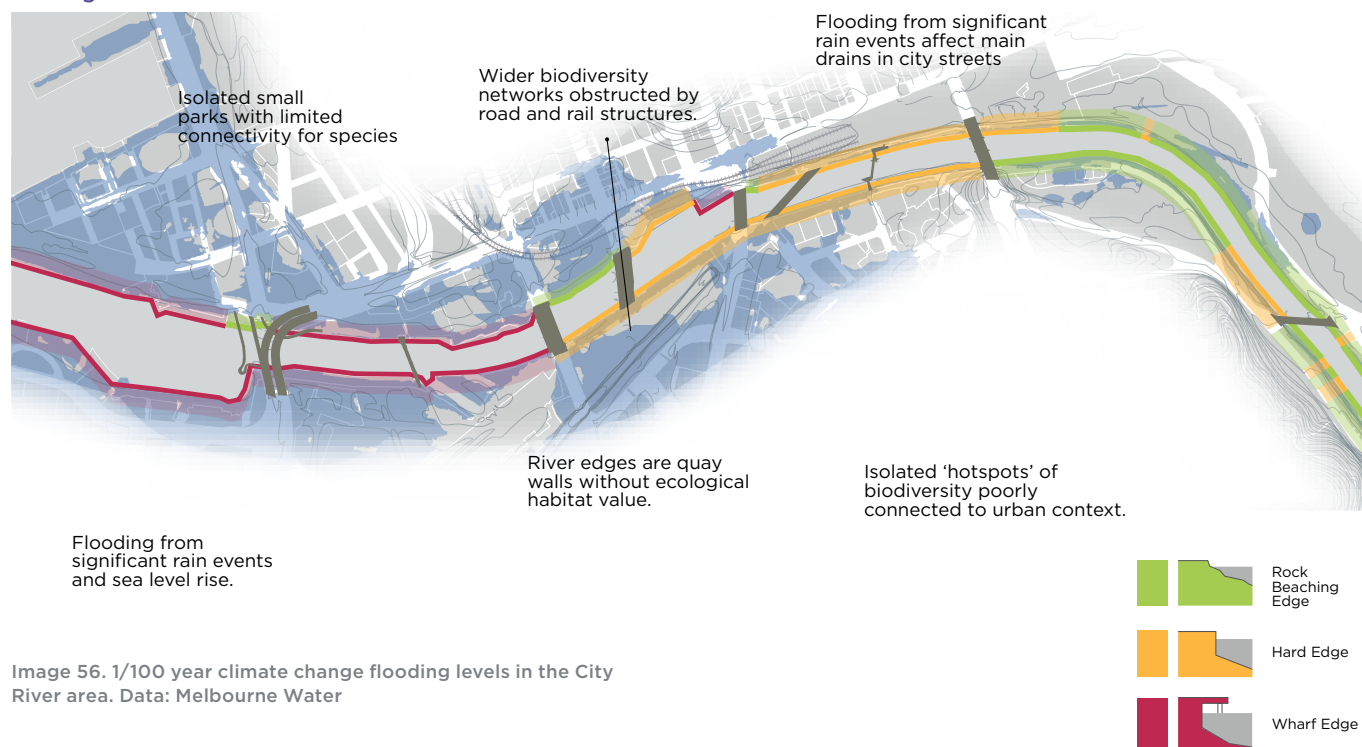 Flooding from significant
rain events affect main
drains in city streets
Wider biodiversity
networks obstructed by
road and rail structures.
Isolated small
parks with limited
connectivity for species
River edges are quay
walls without ecological
habitat value.
Isolated ‘hotspots’ of
biodiversity poorly
connected to urban context.
Flooding from
significant rain events
and sea level rise.
Rock
Beaching
Edge
Hard Edge
Wharf Edge
Image 56. 1/100 year climate change flooding levels in the City
River area. Data: Melbourne Water